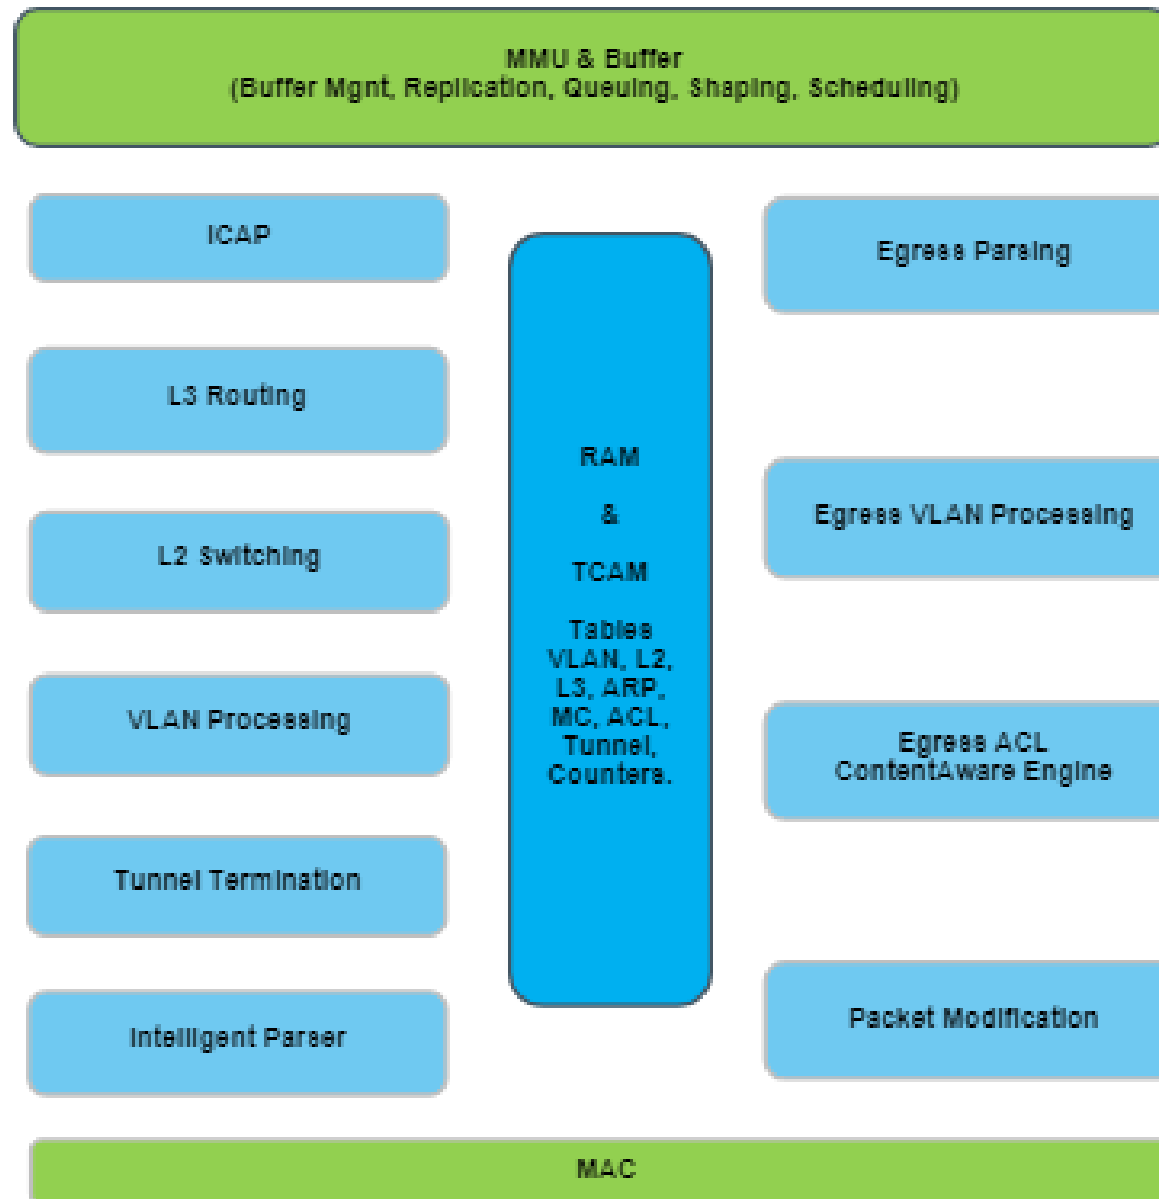 MMU & Buffer
(Buffer Mgnt, Replication, Queuing, Shaping, Scheduling)
ICAP
L3 Routing
L2 Switching
VLAN Processing
Tunnel Termination
Intelligent Parser
RAM
&
TCAM
Tables
VLAN, L2,
L3, ARP,
MC, ACL,
Tunnel,
Counters.
Egress Parsing
Egress VLAN Processing
Egress ACL
ContentAware Engine
Packet Modification
MAC